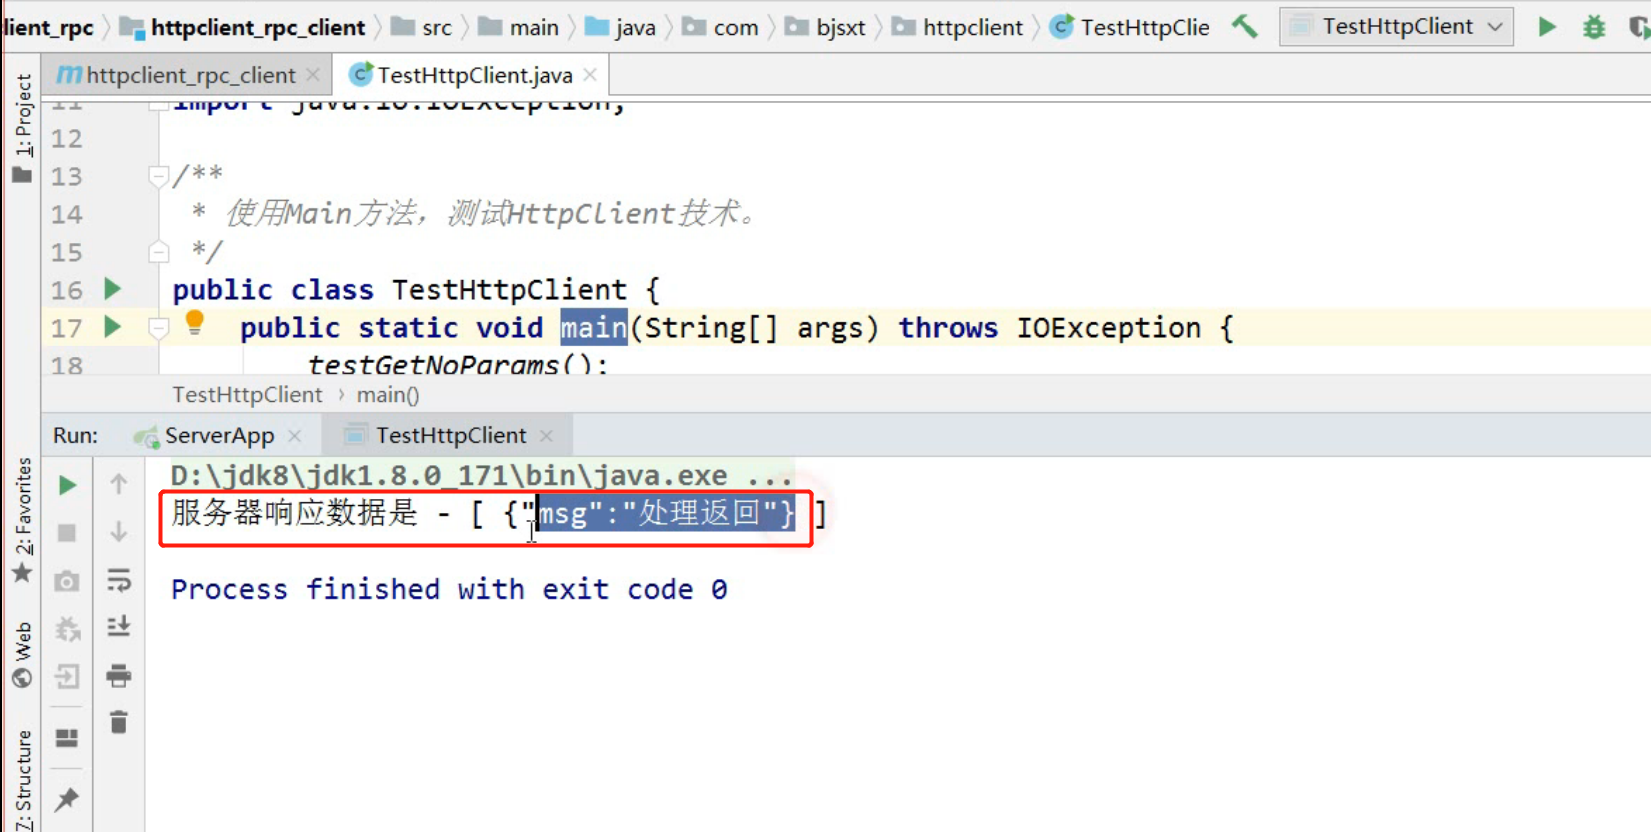 lient_rpc httpclient_rpc_client src main java com bjsxt httpclient TestHttpClie TestHttpClient
httpclient_rpc_client TestHttpClient.java
1: Project
11 import java.io.IOException;
12
13 /**
14 * 使用Main方法，测试HttpClient技术。
15 */
16 public class TestHttpClient {
17 public static void main(String[] args) throws IOException {
18 testGetNoParams();
TestHttpClient › main()
Run: ServerApp TestHttpClient
D:\jdk8\jdk1.8.0_171\bin\java.exe ...
服务器响应数据是 - [ {"msg":"处理返回"} ]
Process finished with exit code 0
2: Favorites
Web
7: Structure